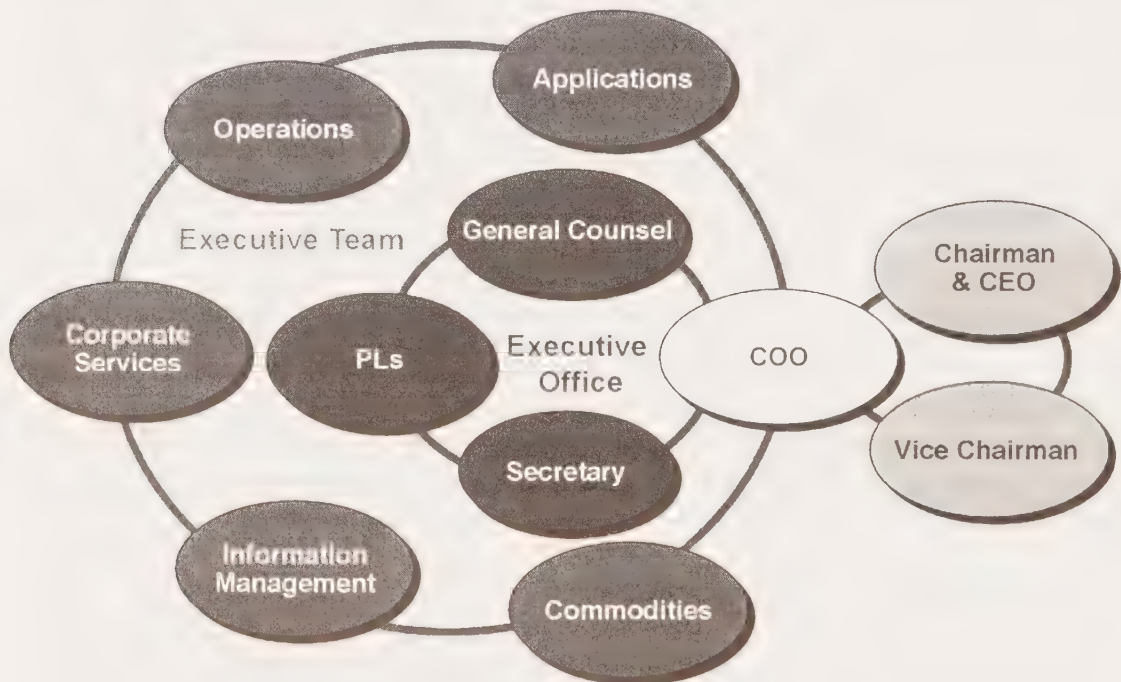 Applications
Operations
General Counsel
Executive Team
Chairman
& CEO
Corporate
Services
PLs
Executive
Office
COO
Vice Chairman
Secretary
Information
Management
Commodities